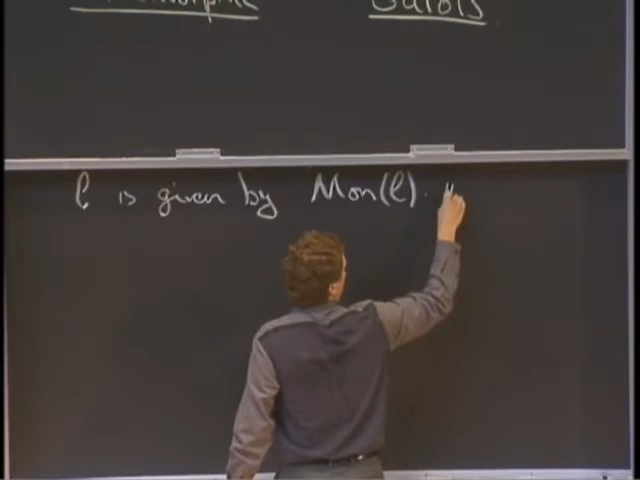 Galois
ℓ is given by Mon(ℓ).